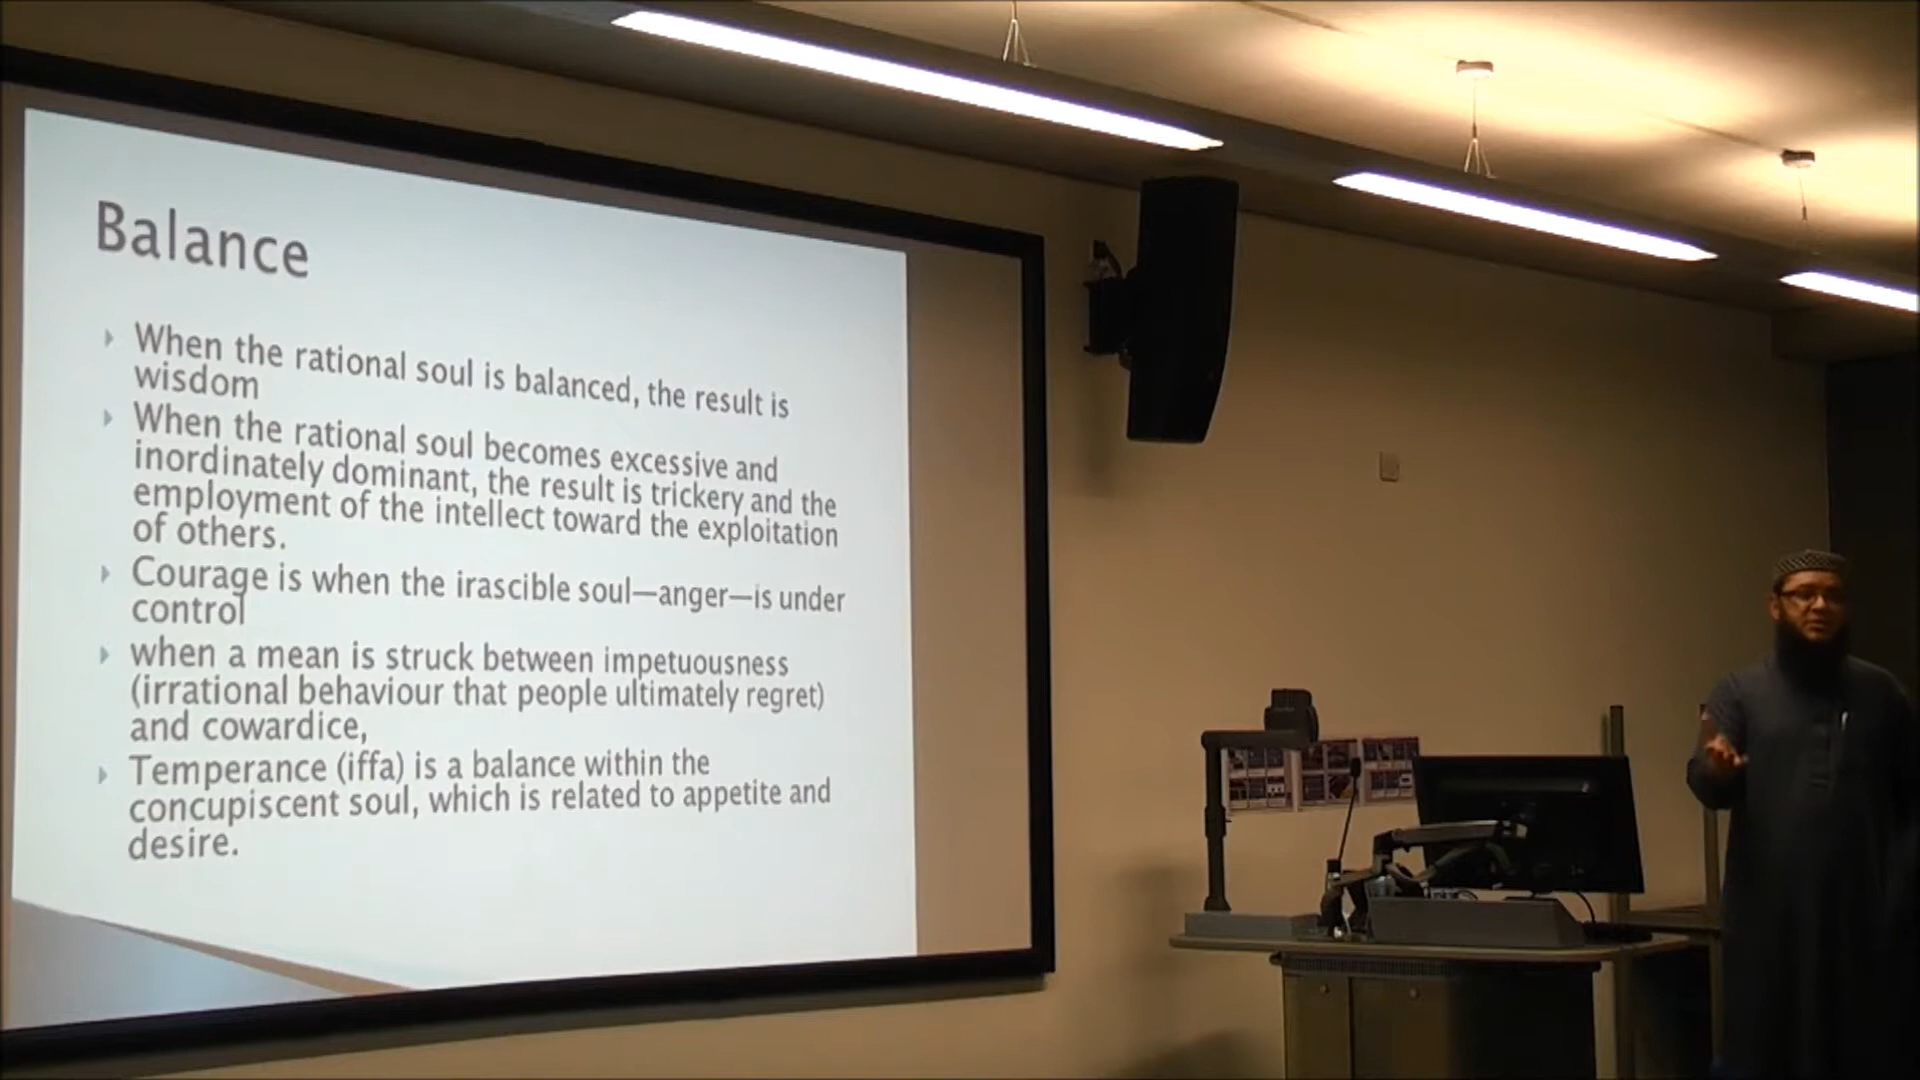 Balance
When the rational soul is balanced, the result is
wisdom
When the rational soul becomes excessive and
inordinately dominant, the result is trickery and the
employment of the intellect toward the exploitation
of others.
Courage is when the irascible soul—anger—is under
control
when a mean is struck between impetuousness
(irrational behaviour that people ultimately regret)
and cowardice,
Temperance (iffa) is a balance within the
concupiscent soul, which is related to appetite and
desire.